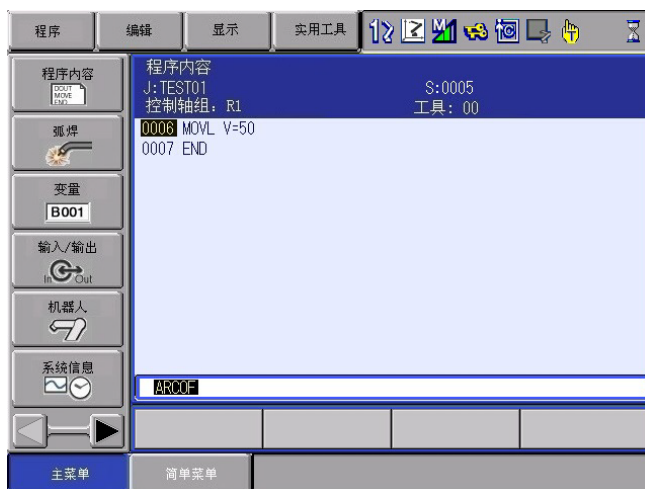 程序 编辑 显示 实用工具
程序内容
DOUT
MOVE
END
弧焊
变量
B001
输入/输出
In Out
机器人
系统信息
程序内容
J:TEST01 S:0005
控制轴组: R1 工具: 00
0006 MOVL V=50
0007 END
ARCOF
主菜单 简单菜单